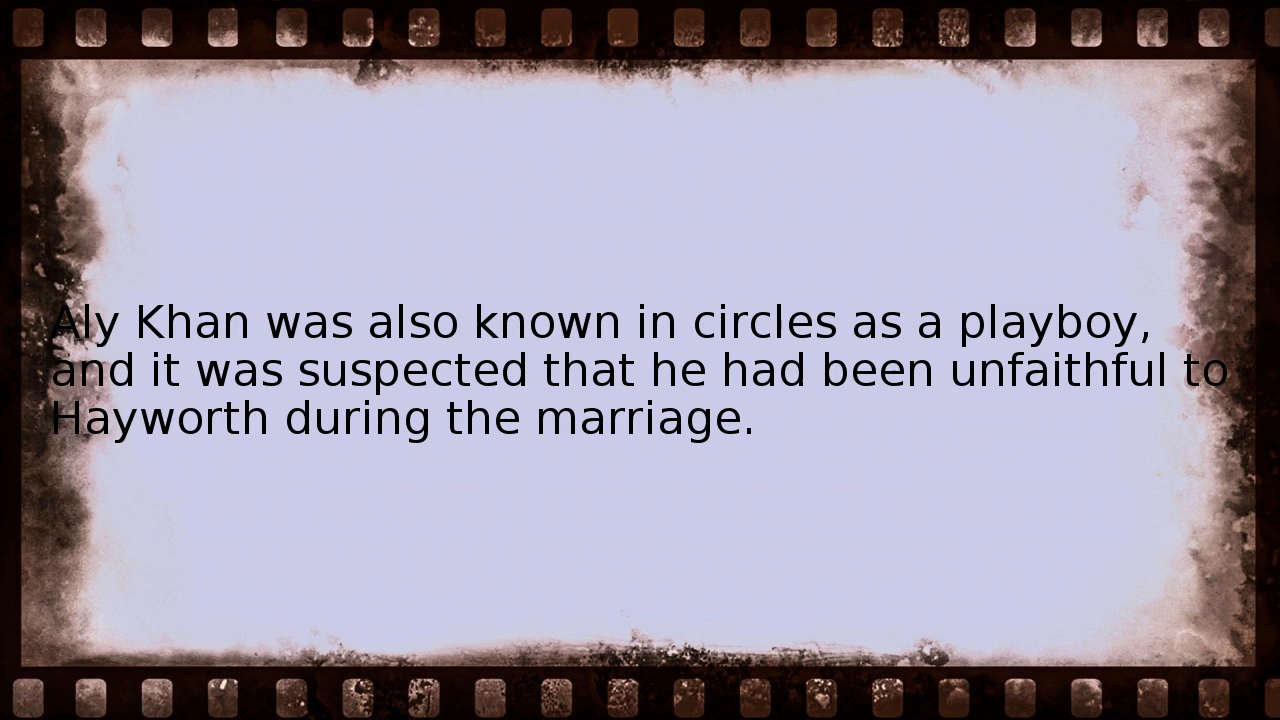 Aly Khan was also known in circles as a playboy,
and it was suspected that he had been unfaithful to
Hayworth during the marriage.